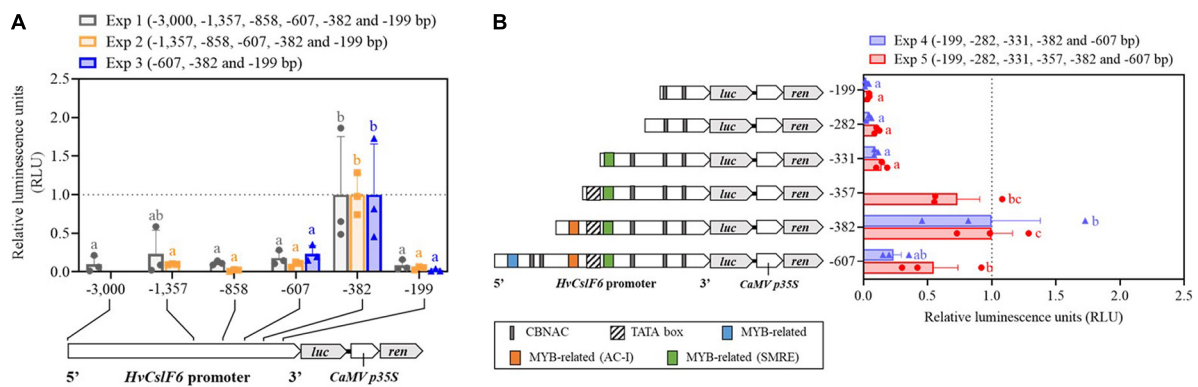 A
Exp 1 (-3,000, -1,357, -858, -607, -382 and -199 bp)
Exp 2 (-1,357, -858, -607, -382 and -199 bp)
Exp 3 (-607, -382 and -199 bp)
Relative luminescence units
(RLU)
2.5
2.0
1.5
1.0
0.5
0.0
a
ab
a
a
a
a
a
a
b
b
b
a
a
a
-3,000
-1,357
-858
-607
-382
-199
luc
ren
5’
HvCslF6 promoter
3’
CaMV p35S
B
Exp 4 (-199, -282, -331, -382 and -607 bp)
Exp 5 (-199, -282, -331, -357, -382 and -607 bp)
luc ren -199 a
a
luc ren -282 a
a
luc ren -331 a
a
luc ren -357 bc
luc ren -382 b
c
luc ren -607 ab
b
5’
HvCslF6 promoter
3’
CaMV p35S
0.0 0.5 1.0 1.5 2.0 2.5
Relative luminescence units (RLU)
CBNAC
TATA box
MYB-related
MYB-related (AC-I)
MYB-related (SMRE)